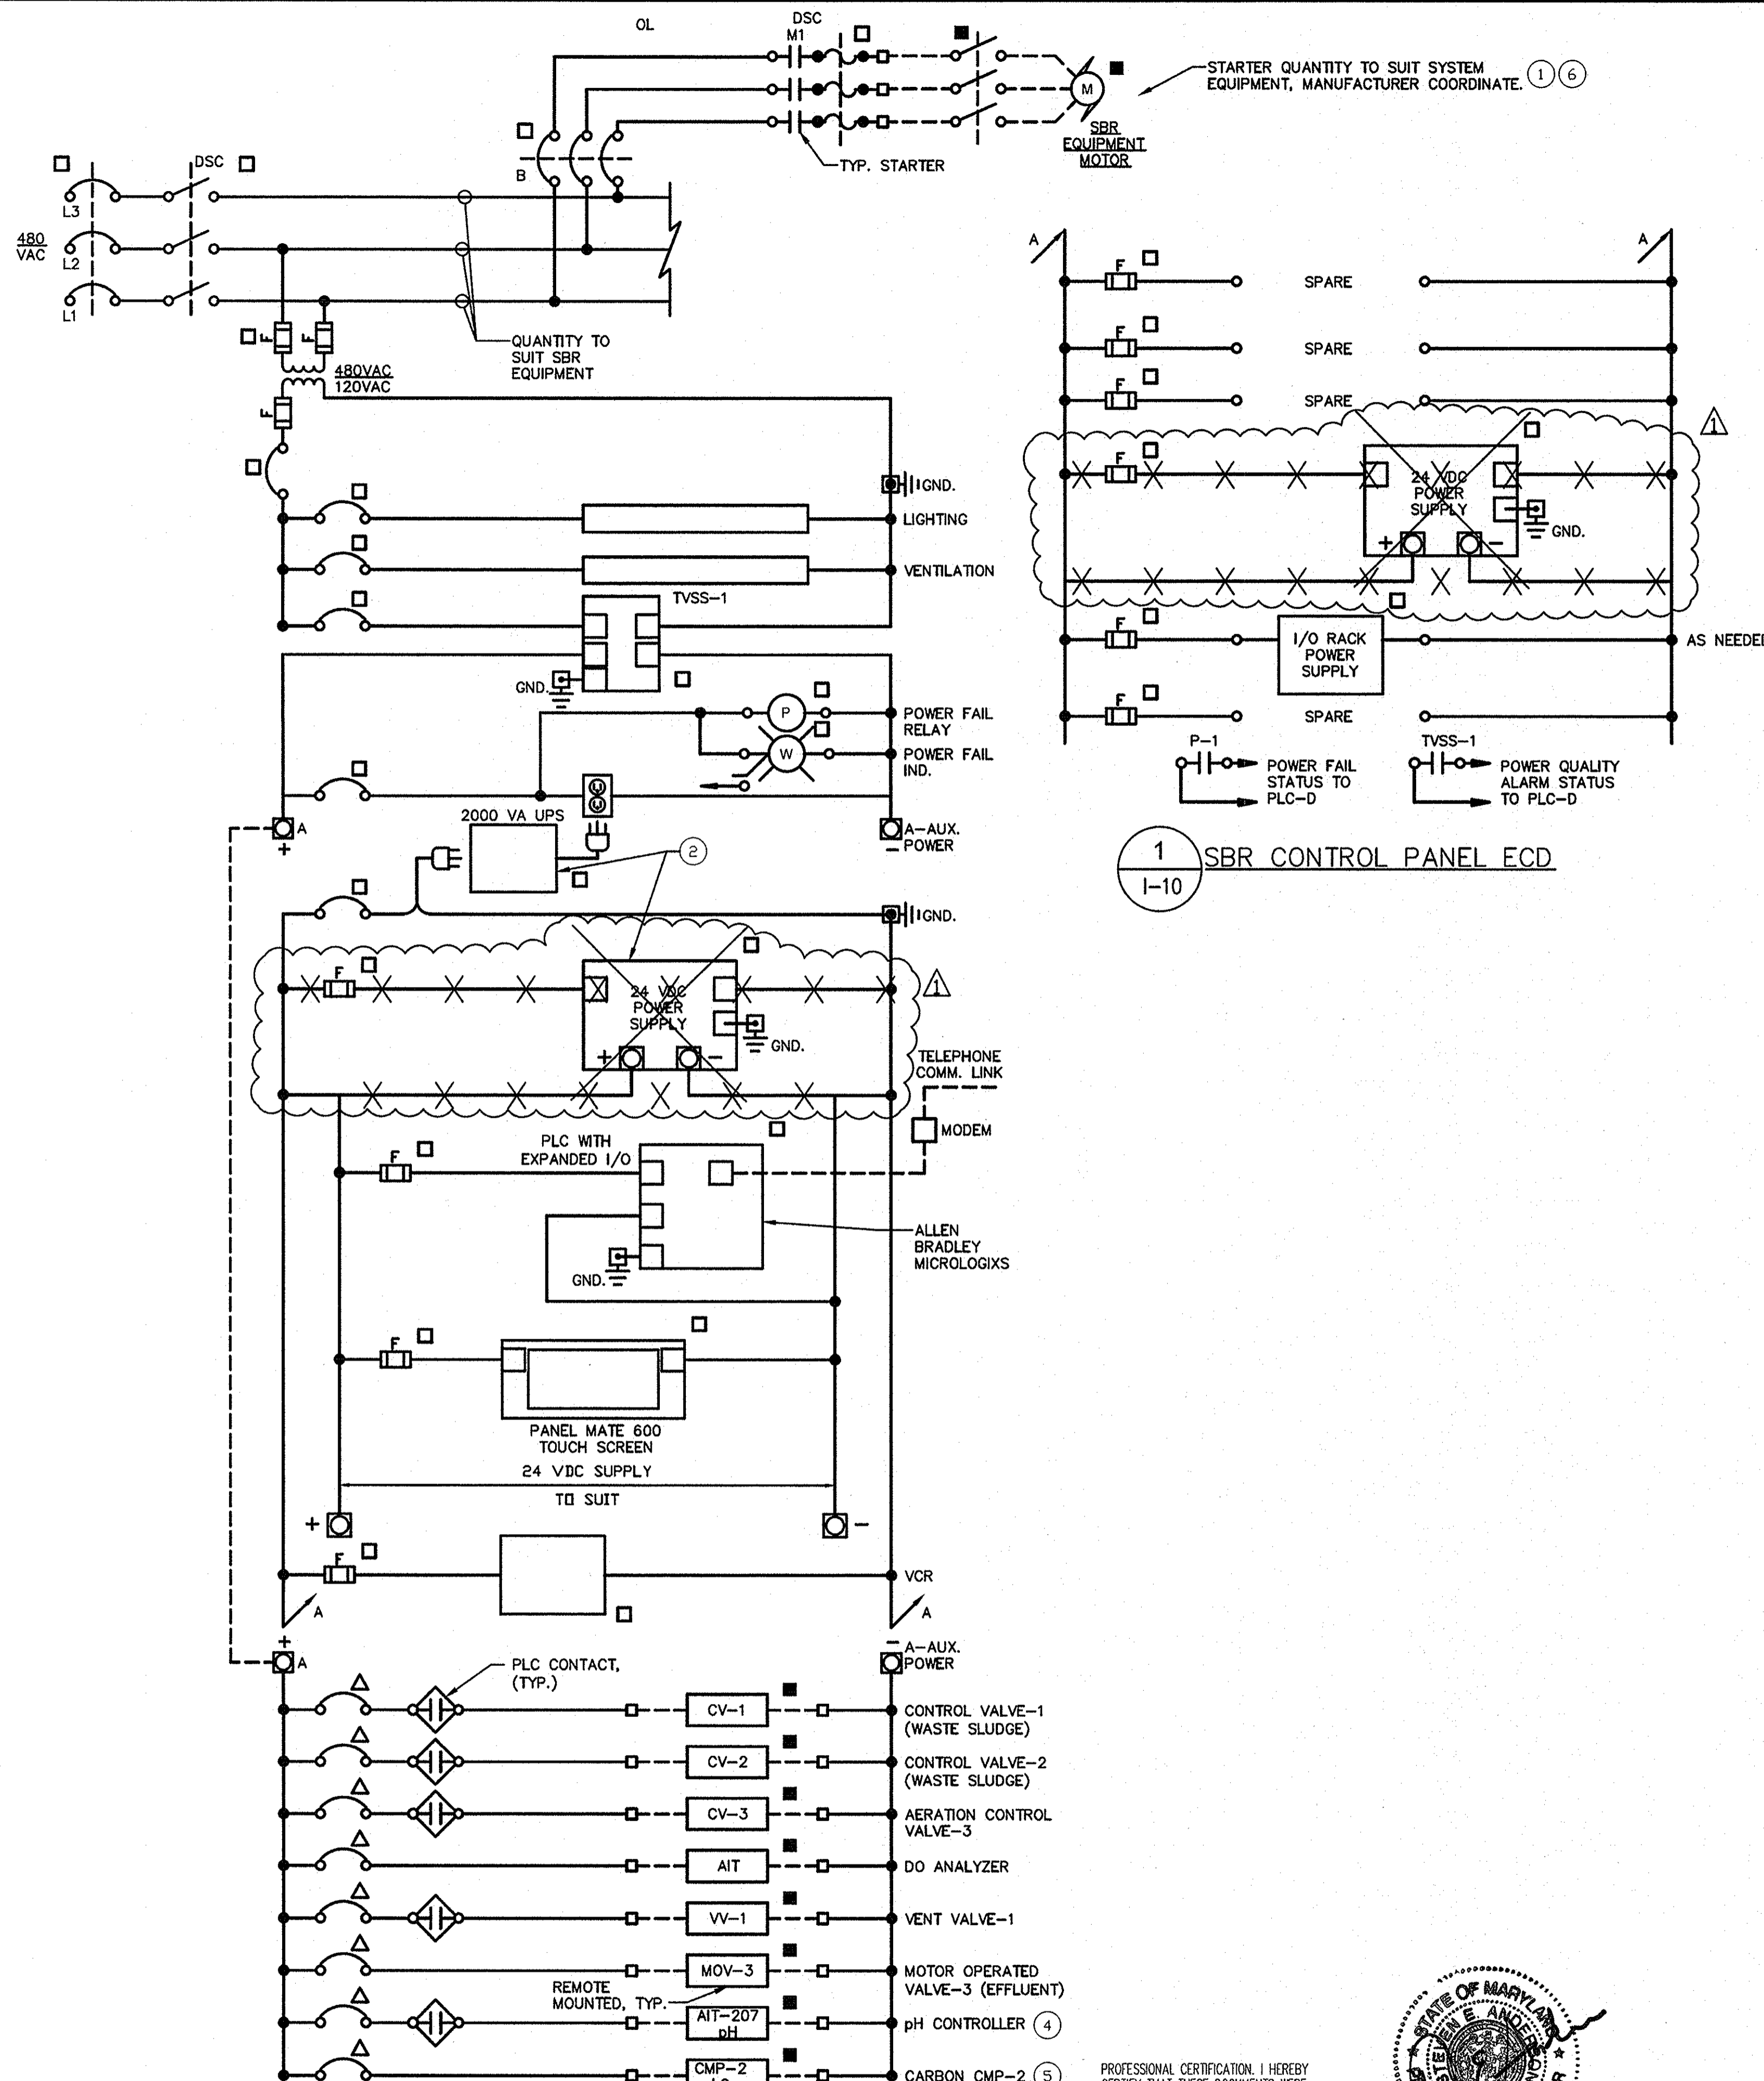 OL
DSC
M1
STARTER QUANTITY TO SUIT SYSTEM
EQUIPMENT, MANUFACTURER COORDINATE. 1 6
M
SBR
EQUIPMENT
MOTOR
TYP. STARTER
B
DSC
L3
480
VAC
L2
L1
QUANTITY TO
SUIT SBR
EQUIPMENT
F
F
480VAC
120VAC
F
GND.
LIGHTING
VENTILATION
TVSS-1
GND.
P
POWER FAIL
RELAY
W
POWER FAIL
IND.
A
+
2000 VA UPS
A-AUX.
POWER
-
2
GND.
F
24 VDC
POWER
SUPPLY
1
GND.
+
-
TELEPHONE
COMM. LINK
MODEM
PLC WITH
EXPANDED I/O
F
ALLEN
BRADLEY
MICROLOGIXS
GND.
F
PANEL MATE 600
TOUCH SCREEN
24 VDC SUPPLY
TO SUIT
+
-
F
VCR
A
A
+
A
-
A-AUX.
POWER
PLC CONTACT,
(TYP.)
CV-1
CONTROL VALVE-1
(WASTE SLUDGE)
CV-2
CONTROL VALVE-2
(WASTE SLUDGE)
CV-3
AERATION CONTROL
VALVE-3
AIT
DO ANALYZER
VV-1
VENT VALVE-1
MOV-3
MOTOR OPERATED
VALVE-3 (EFFLUENT)
REMOTE
MOUNTED, TYP.
AIT-207
pH
pH CONTROLLER 4
CMP-2
CARBON CMP-2 5
A
A
F
SPARE
F
SPARE
F
SPARE
1
F
24 VDC
POWER
SUPPLY
GND.
+
-
F
I/O RACK
POWER
SUPPLY
AS NEEDED
F
SPARE
P-1
POWER FAIL
STATUS TO
PLC-D
TVSS-1
POWER QUALITY
ALARM STATUS
TO PLC-D
1
I-10
SBR CONTROL PANEL ECD
PROFESSIONAL CERTIFICATION. I HEREBY
CERTIFY THAT THESE DOCUMENTS WERE
STATE OF MARYLAND
STEVEN E. ANDERSON